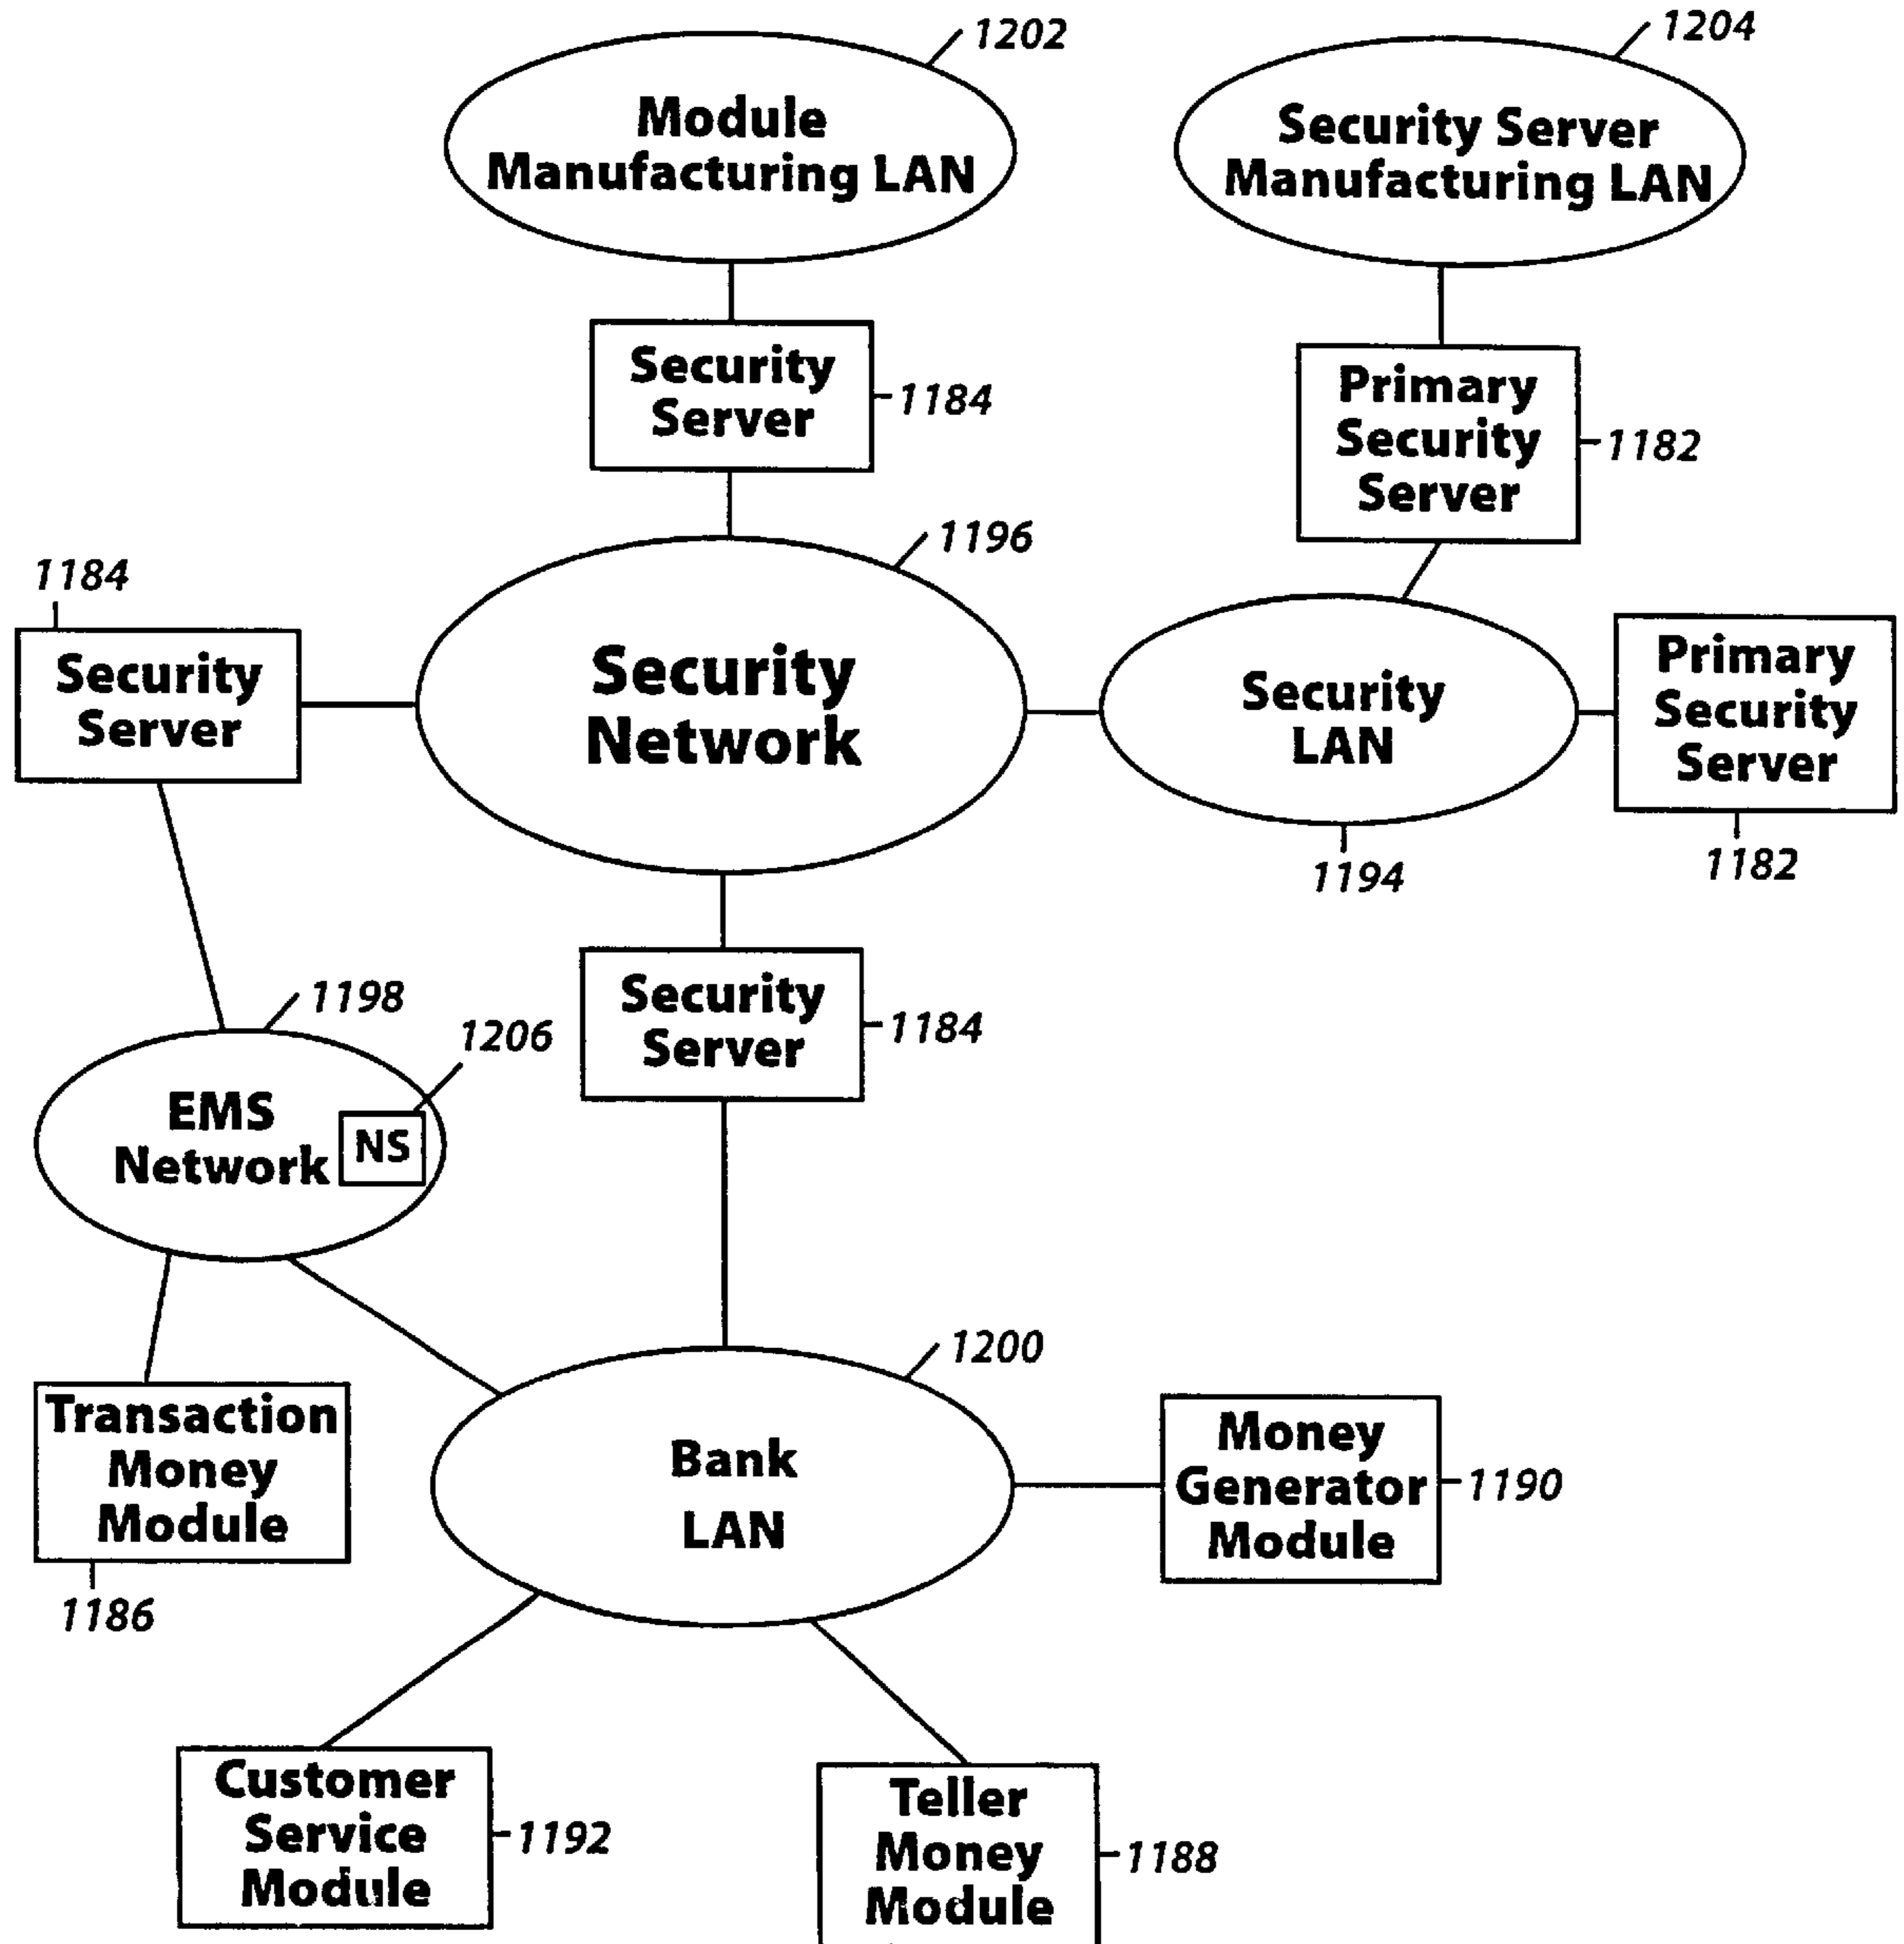 1202
Module
Manufacturing LAN
1204
Security Server
Manufacturing LAN
Security
Server
1184
Primary
Security
Server
1182
1196
Security
Network
1184
Security
Server
Security
LAN
1194
Primary
Security
Server
1182
Security
Server
1184
1198
1206
EMS
Network
NS
1200
Transaction
Money
Module
1186
Bank
LAN
Money
Generator
Module
1190
Customer
Service
Module
1192
Teller
Money
Module
1188